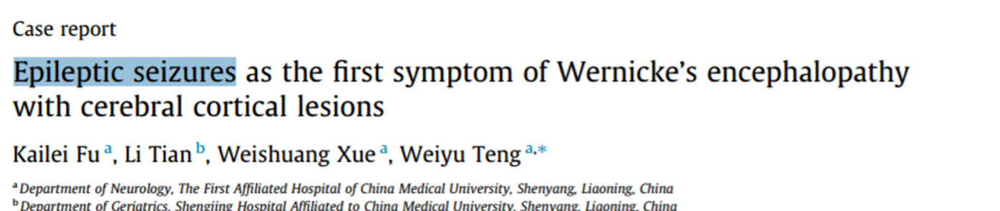 Case report
Epileptic seizures as the first symptom of Wernicke’s encephalopathy
with cerebral cortical lesions
Kailei Fu a, Li Tian b, Weishuang Xue a, Weiyu Teng a,*
a Department of Neurology, The First Affiliated Hospital of China Medical University, Shenyang, Liaoning, China
b Department of Geriatrics, Shengjing Hospital Affiliated to China Medical University, Shenyang, Liaoning, China